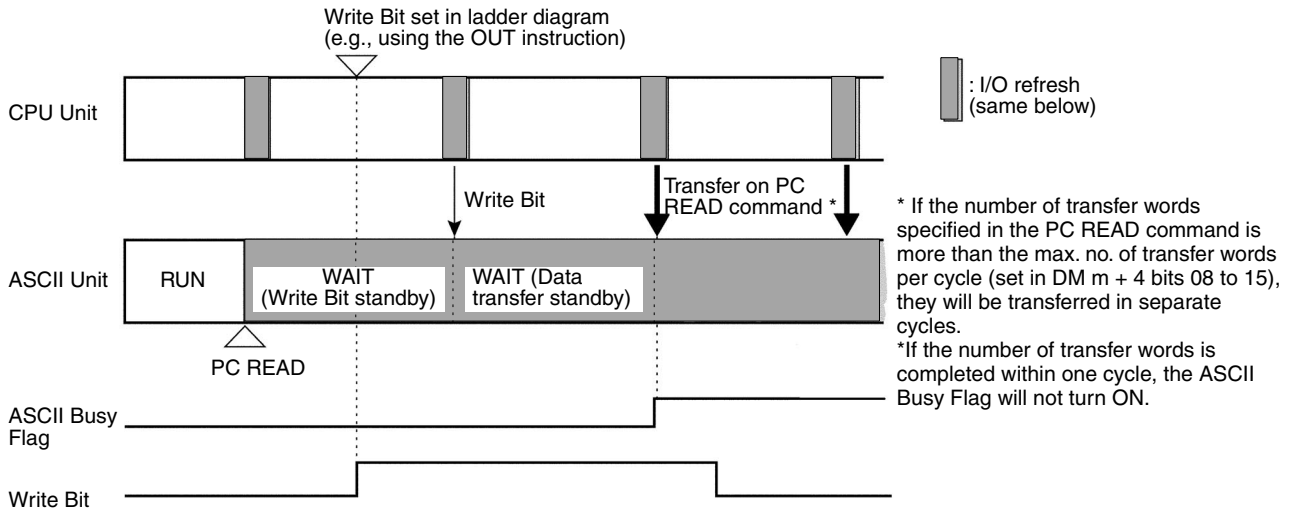 Write Bit set in ladder diagram
(e.g., using the OUT instruction)
CPU Unit
: I/O refresh
(same below)
Write Bit
Transfer on PC
READ command *
* If the number of transfer words
specified in the PC READ command is
more than the max. no. of transfer words
per cycle (set in DM m + 4 bits 08 to 15),
they will be transferred in separate
cycles.
*If the number of transfer words is
completed within one cycle, the ASCII
Busy Flag will not turn ON.
ASCII Unit
RUN
WAIT
(Write Bit standby)
WAIT (Data
transfer standby)
PC READ
ASCII Busy
Flag
Write Bit